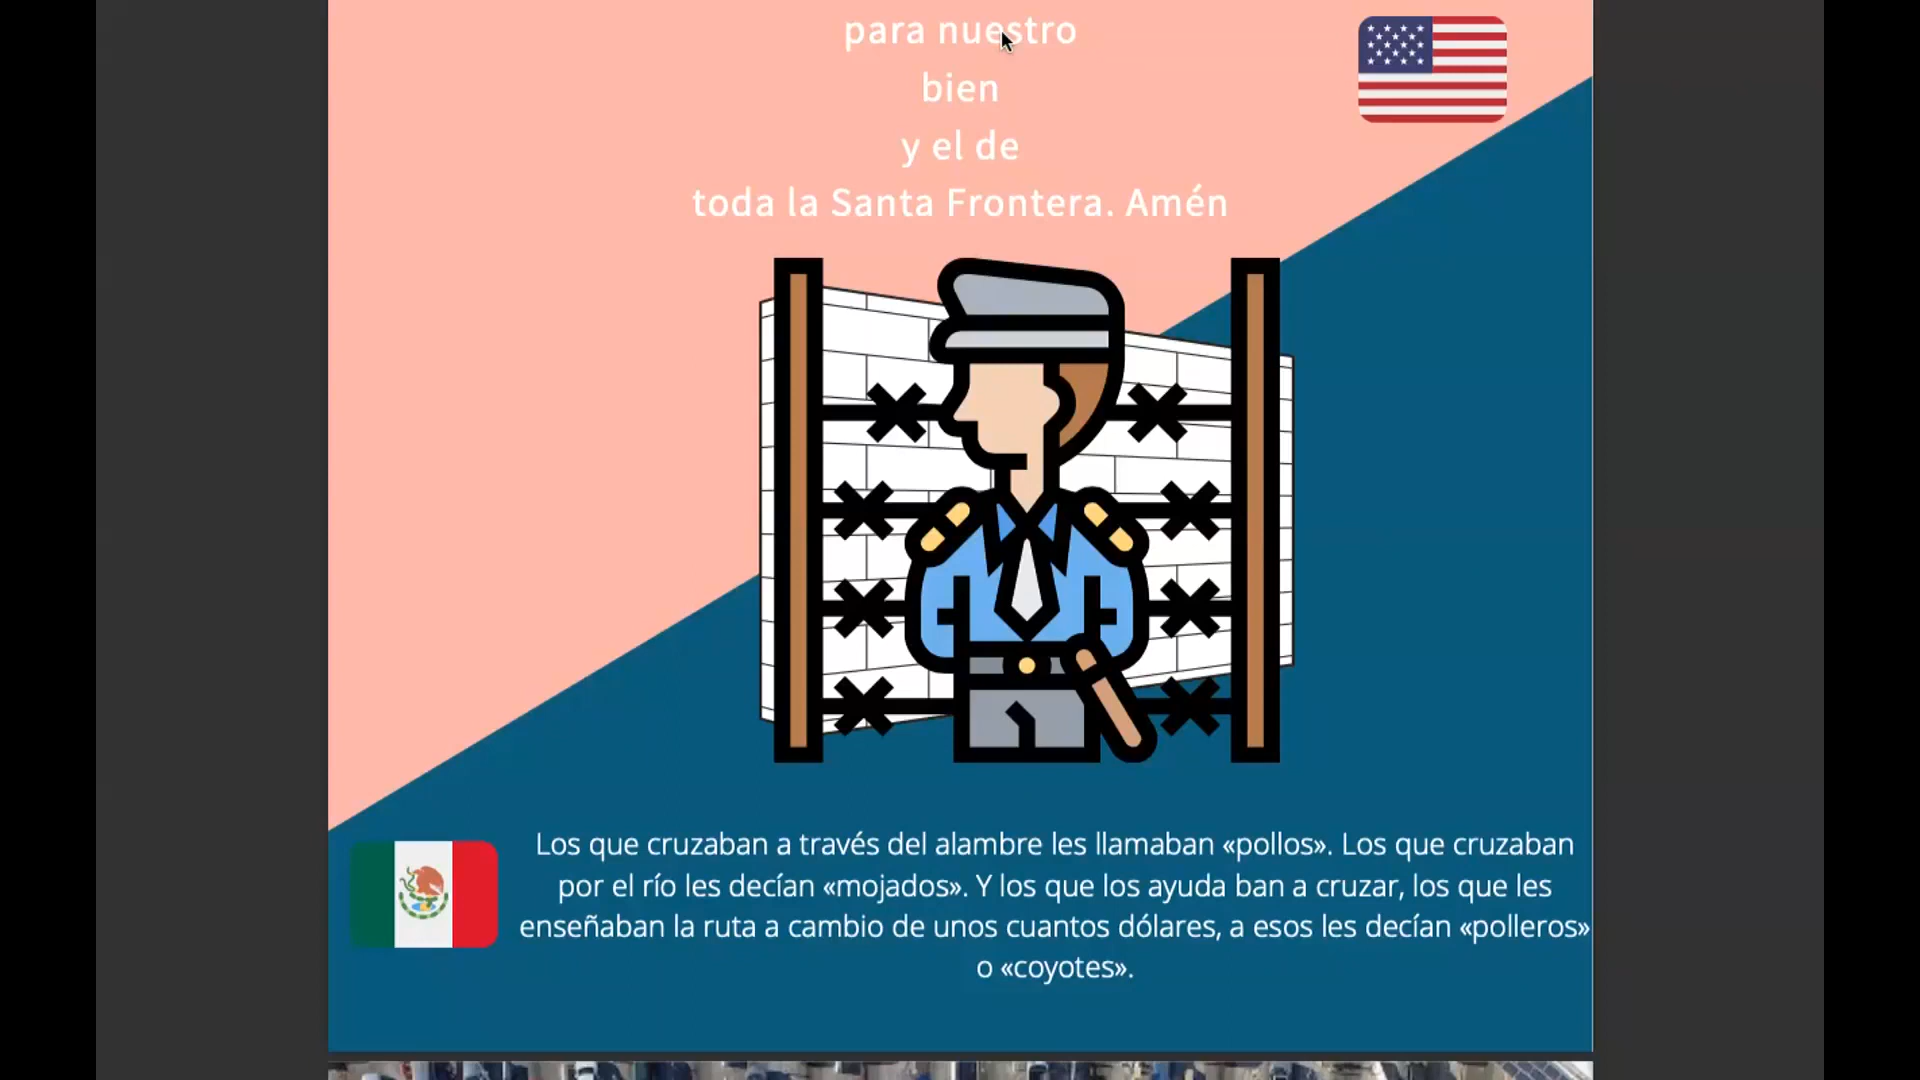 para nuestro
bien
y el de
toda la Santa Frontera. Amén
Los que cruzaban a través del alambre les llamaban «pollos». Los que cruzaban
por el río les decían «mojados». Y los que los ayuda ban a cruzar, los que les
enseñaban la ruta a cambio de unos cuantos dólares, a esos les decían «polleros»
o «coyotes».